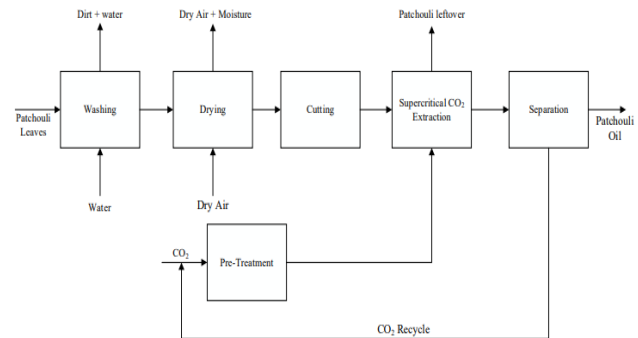 Dirt + water
Dry Air + Moisture
Patchouli leftover
Patchouli
Leaves
Washing
Drying
Cutting
Supercritical CO₂
Extraction
Separation
Patchouli
Oil
Water
Dry Air
CO₂
Pre-Treatment
CO₂ Recycle